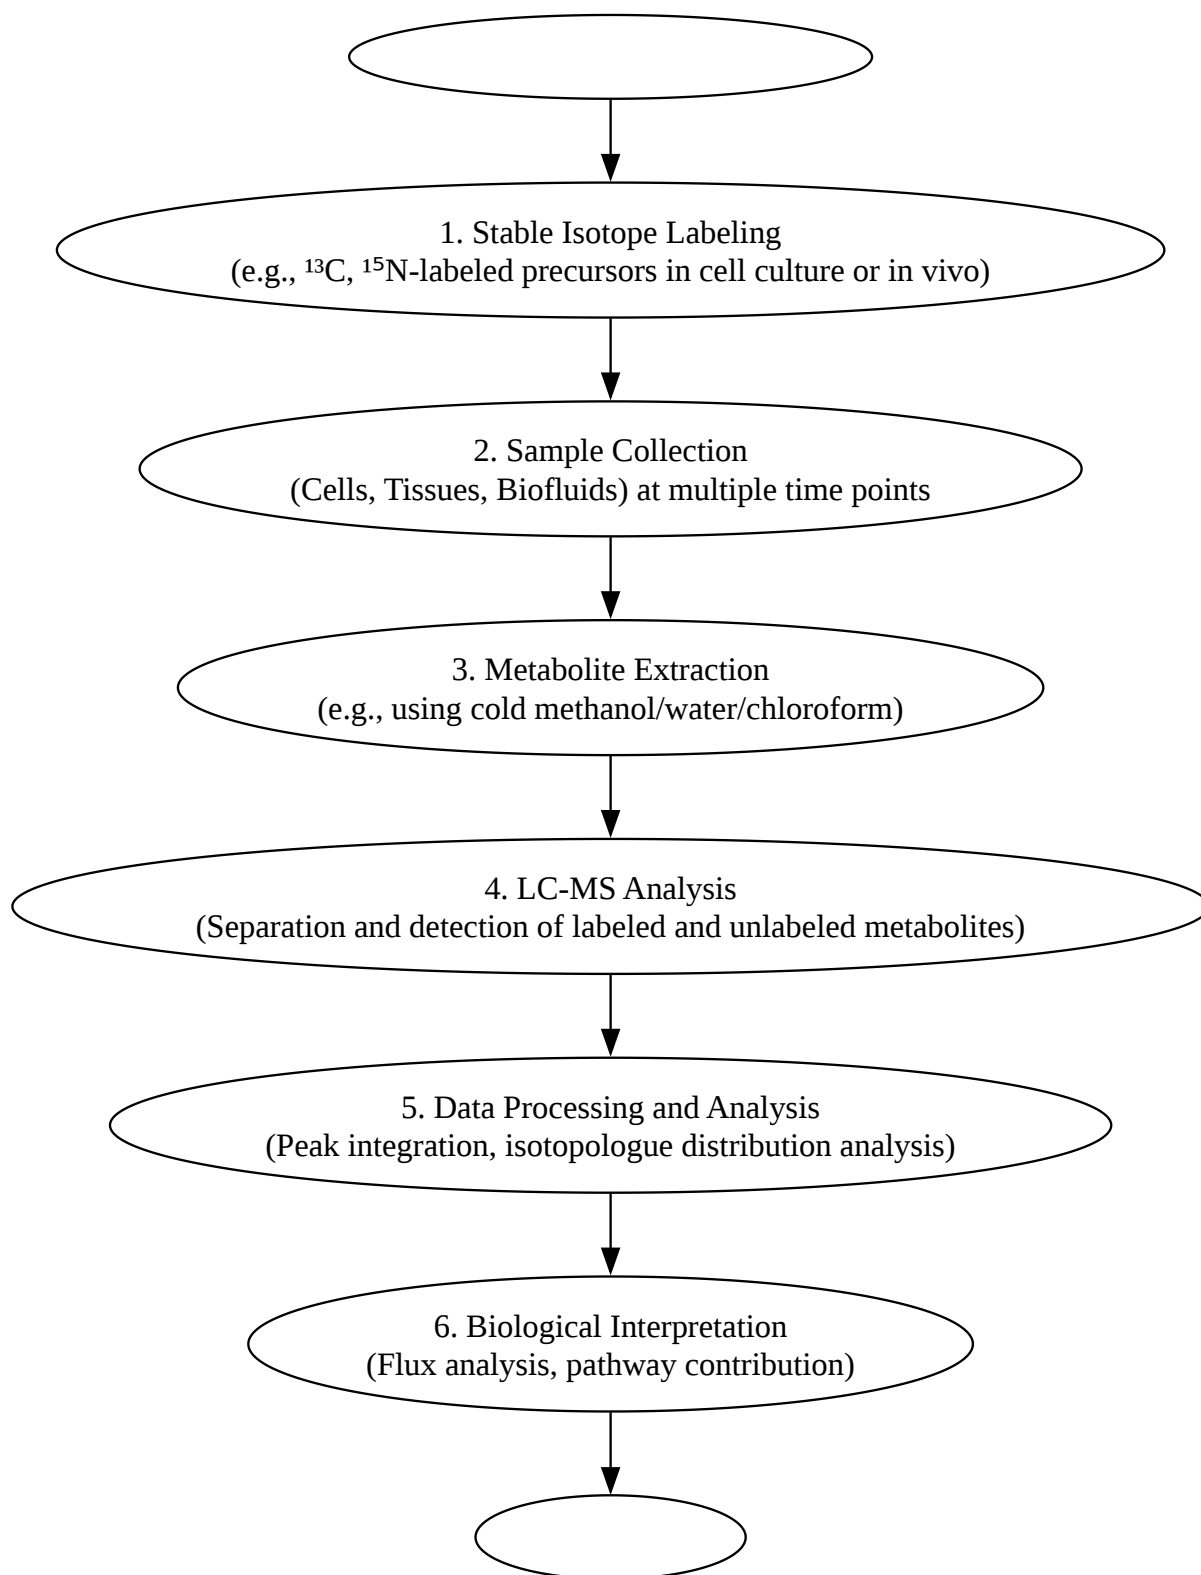 1. Stable Isotope Labeling
(e.g., ¹³C, ¹⁵N-labeled precursors in cell culture or in vivo)
2. Sample Collection
(Cells, Tissues, Biofluids) at multiple time points
3. Metabolite Extraction
(e.g., using cold methanol/water/chloroform)
4. LC-MS Analysis
(Separation and detection of labeled and unlabeled metabolites)
5. Data Processing and Analysis
(Peak integration, isotopologue distribution analysis)
6. Biological Interpretation
(Flux analysis, pathway contribution)